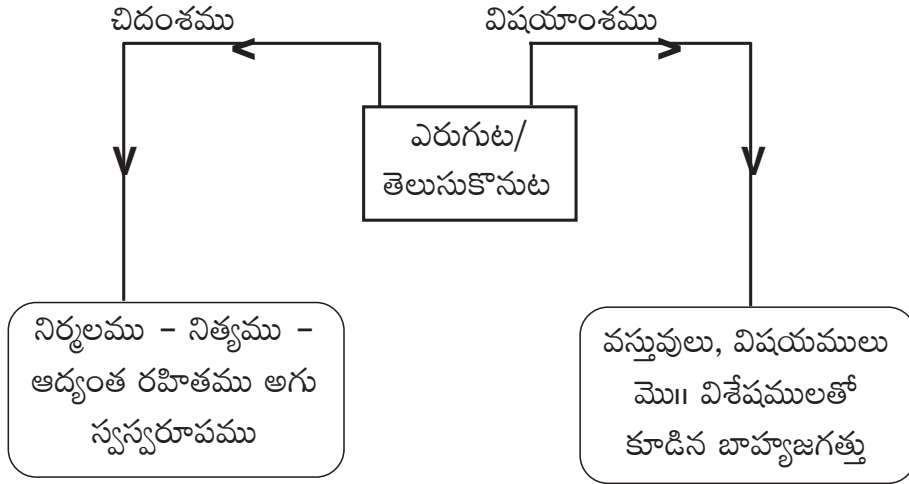 చిదంశము
విషయాంశము
ఎరుగుట/
తెలుసుకొనుట
నిర్మలము – నిత్యము –
ఆద్యంత రహితము అగు
స్వస్వరూపము
వస్తువులు, విషయములు
మొ॥ విశేషములతో
కూడిన బాహ్యజగత్తు